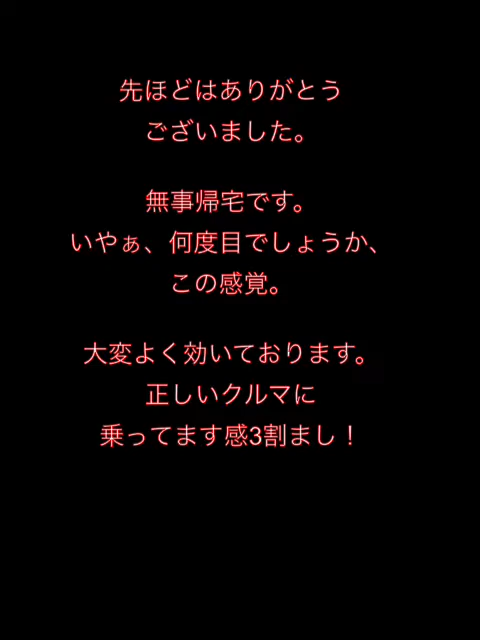 先ほどはありがとう
ございました。
無事帰宅です。
いやぁ、何度目でしょうか、
この感覚。
大変よく効いております。
正しいクルマに
乗ってます感3割まし！